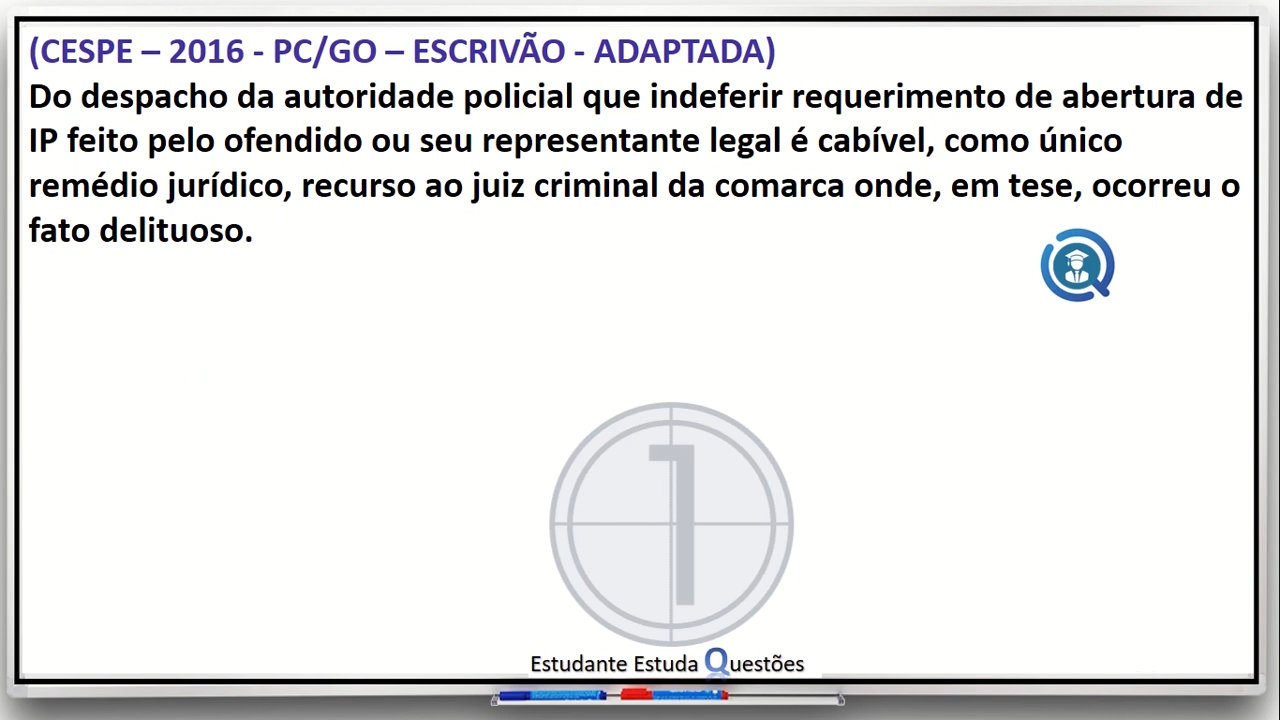 (CESPE – 2016 - PC/GO – ESCRIVÃO - ADAPTADA)
Do despacho da autoridade policial que indeferir requerimento de abertura de
IP feito pelo ofendido ou seu representante legal é cabível, como único
remédio jurídico, recurso ao juiz criminal da comarca onde, em tese, ocorreu o
fato delituoso.
1
Estudante Estuda Questões